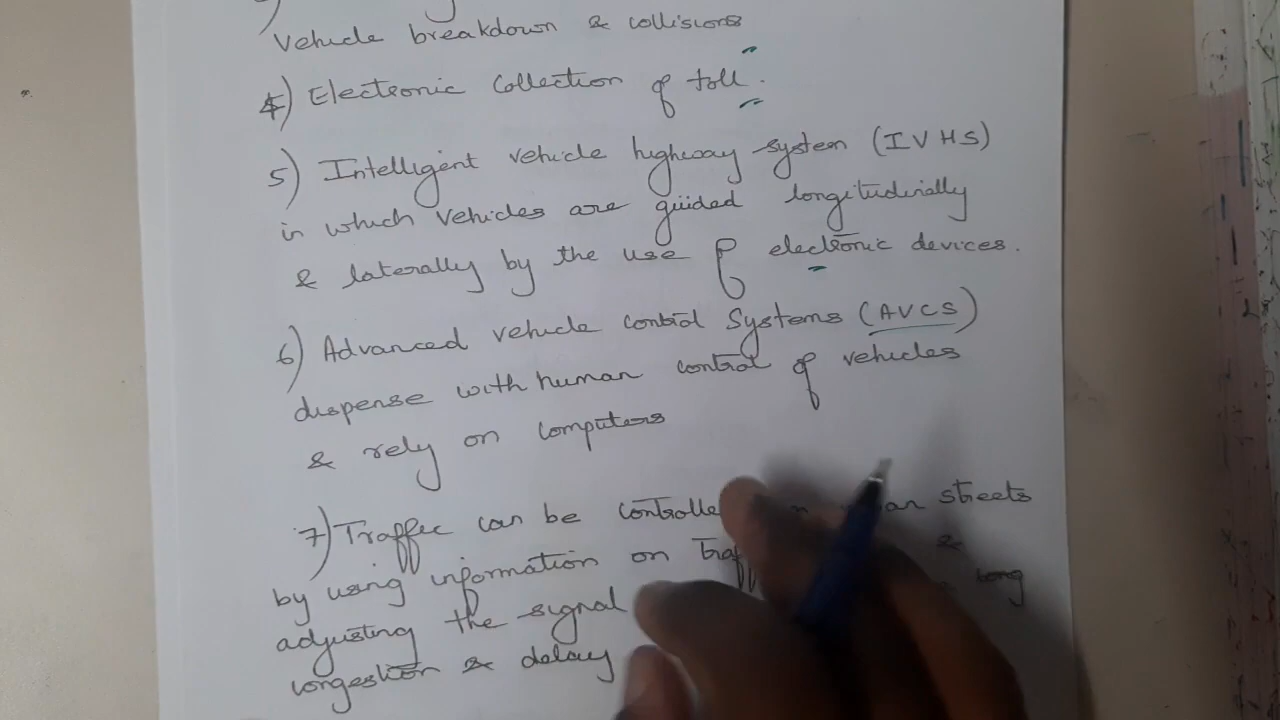 Vehicle breakdown & collisions
4) Electronic Collection of toll.
5) Intelligent vehicle highway system (IVHS)
in which vehicles are guided longitudinally
& laterally by the use of electronic devices.
6) Advanced vehicle control Systems (AVCS)
dispense with human control of vehicles
& rely on computers
7) Traffic can be controlled streets
by using information on &
adjusting the signal long
congestion & delay